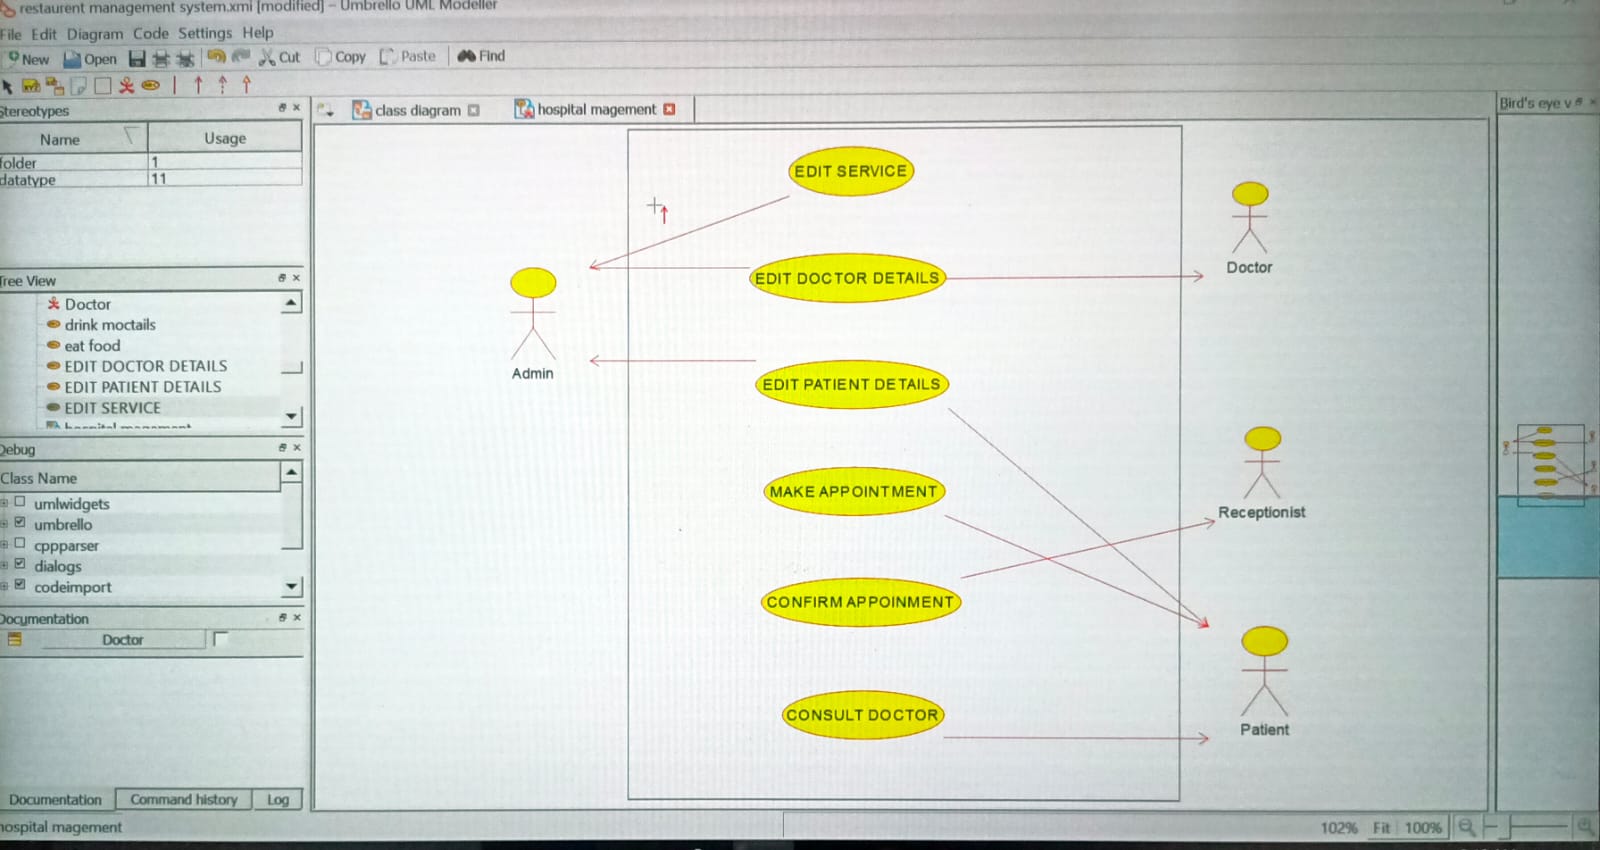 restaurent management system.xmi [modified] – Umbrello UML Modeller
File Edit Diagram Code Settings Help
New Open Cut Copy Paste Find
Stereotypes
Name Usage
folder 1
datatype 11
Tree View
Doctor
drink moctails
eat food
EDIT DOCTOR DETAILS
EDIT PATIENT DETAILS
EDIT SERVICE
Debug
Class Name
umlwidgets
umbrello
cppparser
dialogs
codeimport
Documentation
Doctor
Documentation Command history Log
hospital magement
class diagram
hospital magement
EDIT SERVICE
EDIT DOCTOR DETAILS
EDIT PATIENT DETAILS
MAKE APPOINTMENT
CONFIRM APPOINMENT
CONSULT DOCTOR
Admin
Doctor
Receptionist
Patient
Bird's eye v
102% Fit 100%